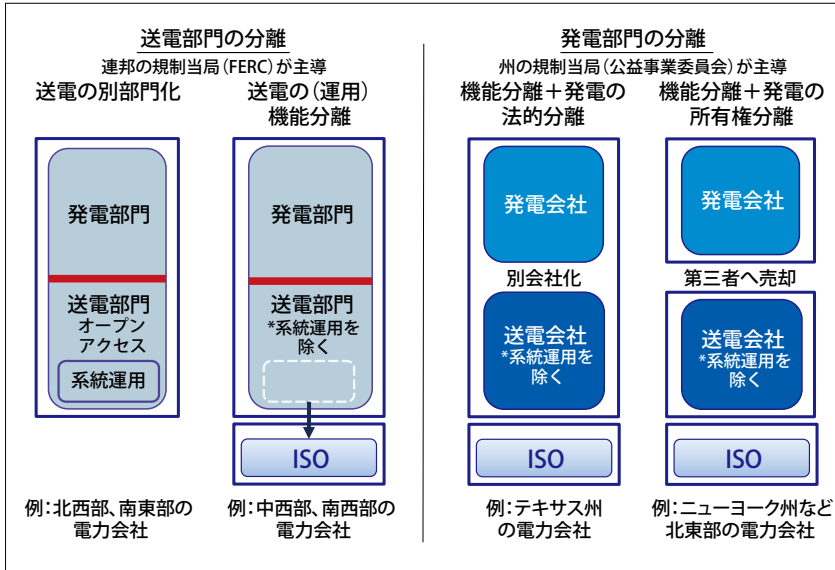 送電部門の分離
連邦の規制当局(FERC)が主導
送電の別部門化
発電部門
送電部門
オープン
アクセス
系統運用
例:北西部、南東部の
電力会社
送電の(運用)
機能分離
発電部門
送電部門
*系統運用を
除く
ISO
例:中西部、南西部の
電力会社
発電部門の分離
州の規制当局(公益事業委員会)が主導
機能分離+発電の
法的分離
発電会社
別会社化
送電会社
*系統運用を
除く
ISO
例:テキサス州
の電力会社
機能分離+発電の
所有権分離
発電会社
第三者へ売却
送電会社
*系統運用を
除く
ISO
例:ニューヨーク州など
北東部の電力会社